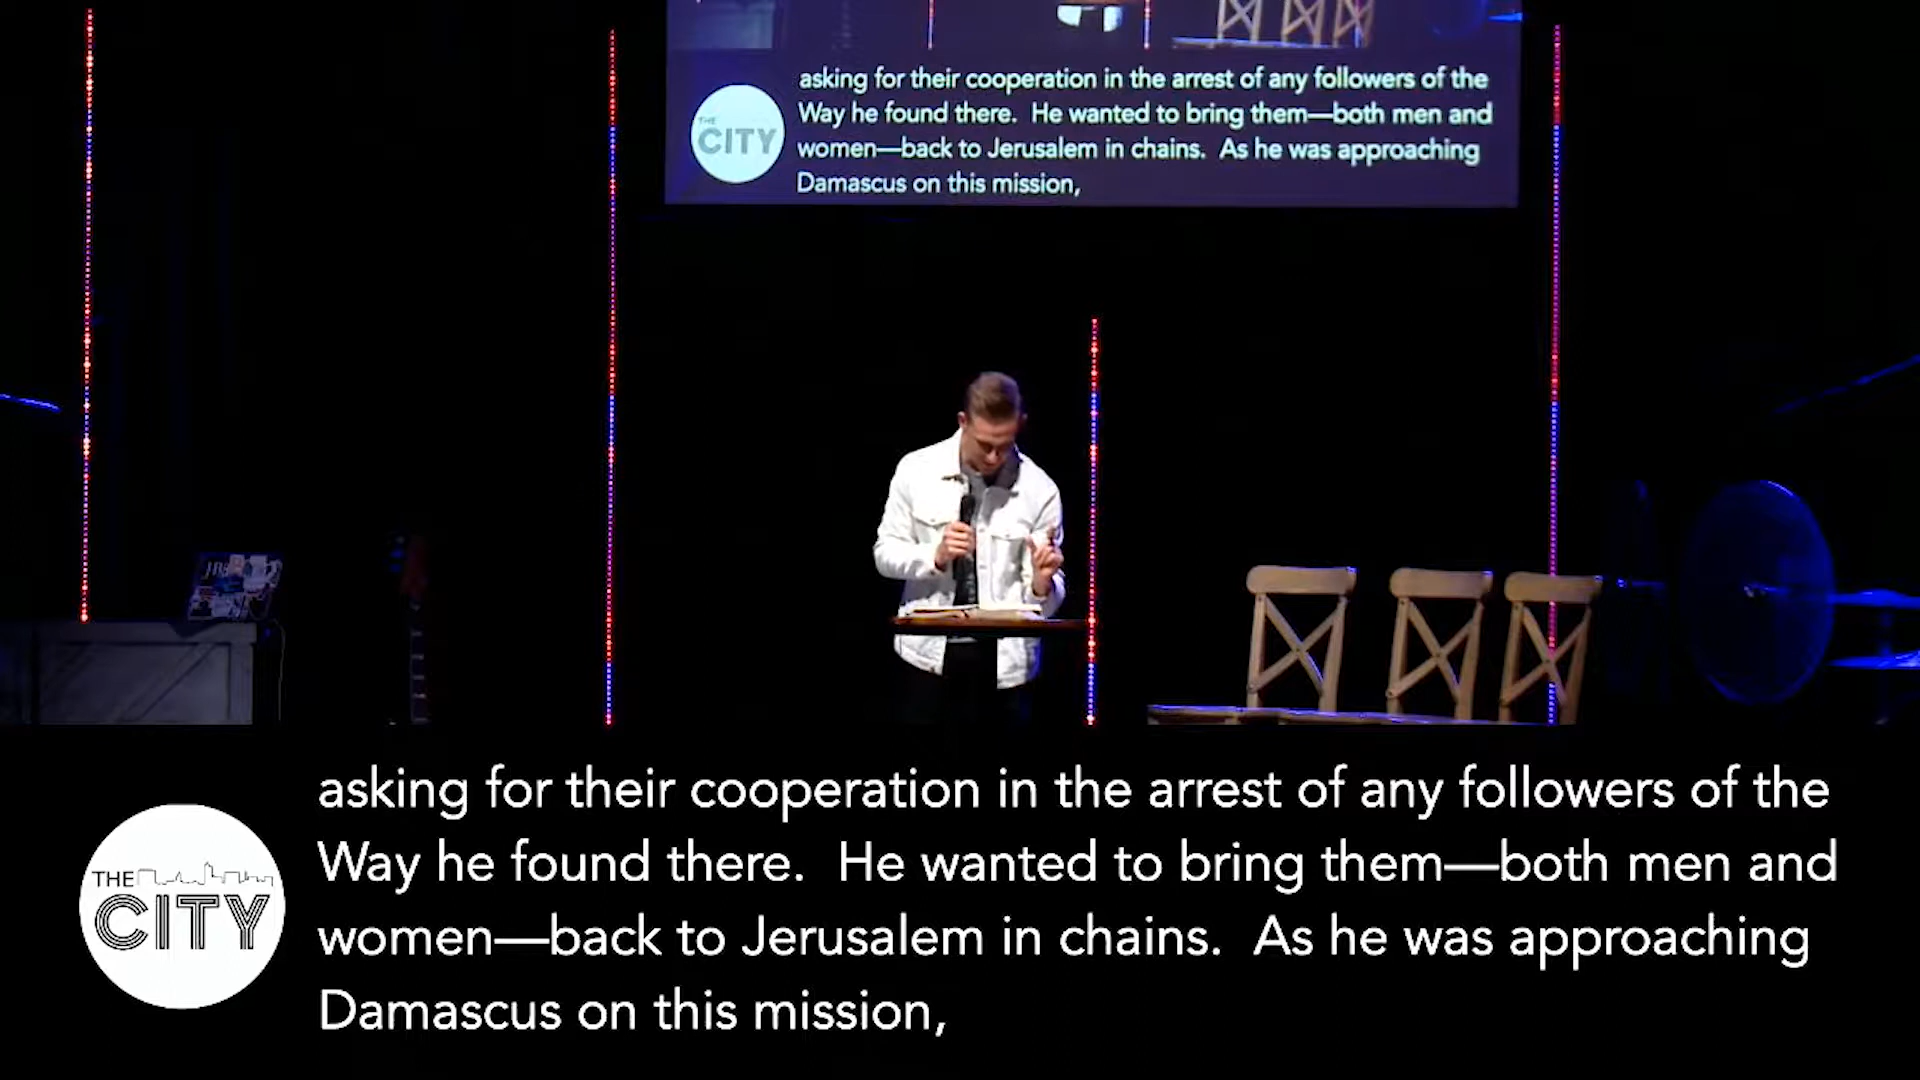 asking for their cooperation in the arrest of any followers of the
Way he found there.  He wanted to bring them—both men and
women—back to Jerusalem in chains.  As he was approaching
Damascus on this mission,
THE
CITY
asking for their cooperation in the arrest of any followers of the
Way he found there.  He wanted to bring them—both men and
women—back to Jerusalem in chains.  As he was approaching
Damascus on this mission,
THE
CITY